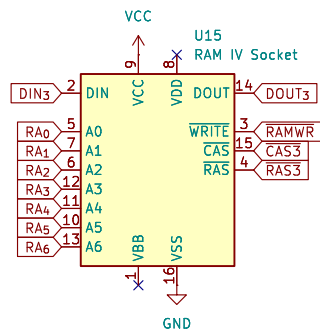 VCC
U15
RAM IV Socket
9
8
DIN3
2
DIN
VCC
VDD
DOUT
14
DOUT3
RA0
5
A0
WRITE
3
RAMWR
RA1
7
A1
CAS
15
CAS3
RA2
6
A2
RAS
4
RAS3
RA3
12
A3
RA4
11
A4
RA5
10
A5
RA6
13
A6
VBB
VSS
1
16
GND